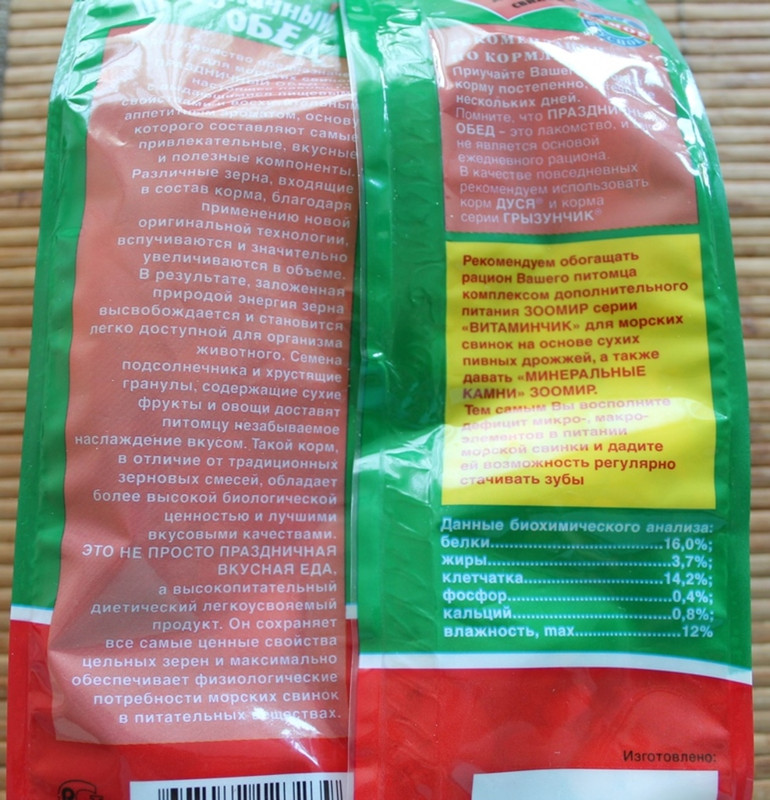 ОБЕД
для морских свинок
аппетитным ароматом, основу
которого составляют самые
привлекательные, вкусные
и полезные компоненты.
Различные зерна, входящие
в состав корма, благодаря
применению новой
оригинальной технологии,
вспучиваются и значительно
увеличиваются в объеме.
В результате, заложенная
природой энергия зерна
высвобождается и становится
легко доступной для организма
животного. Семена
подсолнечника и хрустящие
гранулы, содержащие сухие
фрукты и овощи доставят
питомцу незабываемое
наслаждение вкусом. Такой корм,
в отличие от традиционных
зерновых смесей, обладает
более высокой биологической
ценностью и лучшими
вкусовыми качествами.
ЭТО НЕ ПРОСТО ПРАЗДНИЧНАЯ
ВКУСНАЯ ЕДА,
а высокопитательный
диетический легкоусвояемый
продукт. Он сохраняет
все самые ценные свойства
цельных зерен и максимально
обеспечивает физиологические
потребности морских свинок
в питательных веществах.
ПО КОРМЛ
Приучайте Вашего
корму постепенно,
нескольких дней.
Помните, что ПРАЗДНИЧНЫЙ
ОБЕД – это лакомство, и
не является основой
ежедневного рациона.
В качестве повседневных
рекомендуем использовать
корм ДУСЯ® и корма
серии ГРЫЗУНЧИК®
Рекомендуем обогащать
рацион Вашего питомца
комплексом дополнительного
питания ЗООМИР серии
«ВИТАМИНЧИК» для морских
свинок на основе сухих
пивных дрожжей, а также
давать «МИНЕРАЛЬНЫЕ
КАМНИ» ЗООМИР.
Тем самым Вы восполните
дефицит микро-, макро-
элементов в питании
морской свинки и дадите
ей возможность регулярно
стачивать зубы
Данные биохимического анализа:
белки..............................16,0%;
жиры................................3,7%;
клетчатка........................14,2%;
фосфор............................0,4%;
кальций...........................0,8%;
влажность, max...................12%
Изготовлено: